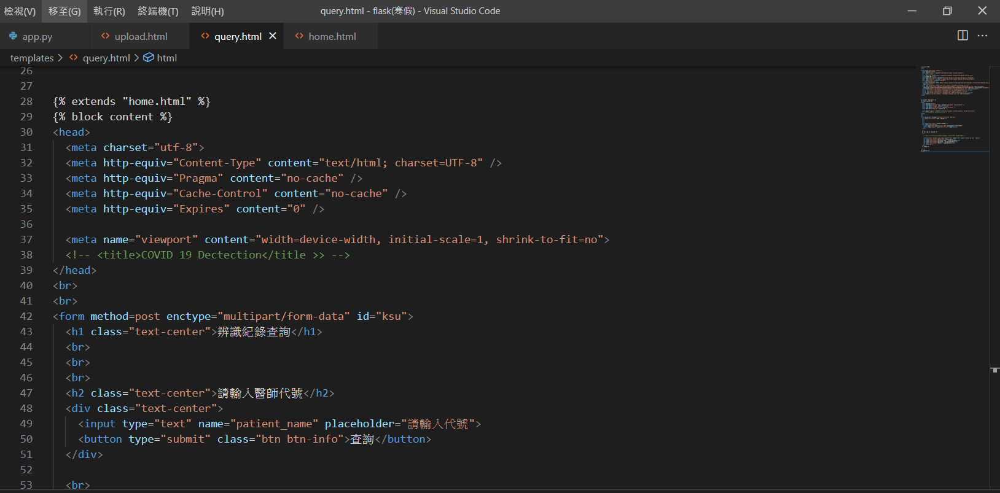 檢視(V) 移至(G) 執行(R) 終端機(T) 說明(H) query.html - flask(寒假) - Visual Studio Code
app.py upload.html query.html home.html
templates > query.html > html
26
27
28 {% extends "home.html" %}
29 {% block content %}
30 <head>
31 <meta charset="utf-8">
32 <meta http-equiv="Content-Type" content="text/html; charset=UTF-8" />
33 <meta http-equiv="Pragma" content="no-cache" />
34 <meta http-equiv="Cache-Control" content="no-cache" />
35 <meta http-equiv="Expires" content="0" />
36
37 <meta name="viewport" content="width=device-width, initial-scale=1, shrink-to-fit=no">
38 <!-- <title>COVID 19 Dectection</title >> -->
39 </head>
40 <br>
41 <br>
42 <form method=post enctype="multipart/form-data" id="ksu">
43 <h1 class="text-center">辨識紀錄查詢</h1>
44 <br>
45 <br>
46 <br>
47 <h2 class="text-center">請輸入醫師代號</h2>
48 <div class="text-center">
49 <input type="text" name="patient_name" placeholder="請輸入代號">
50 <button type="submit" class="btn btn-info">查詢</button>
51 </div>
52
53 <br>